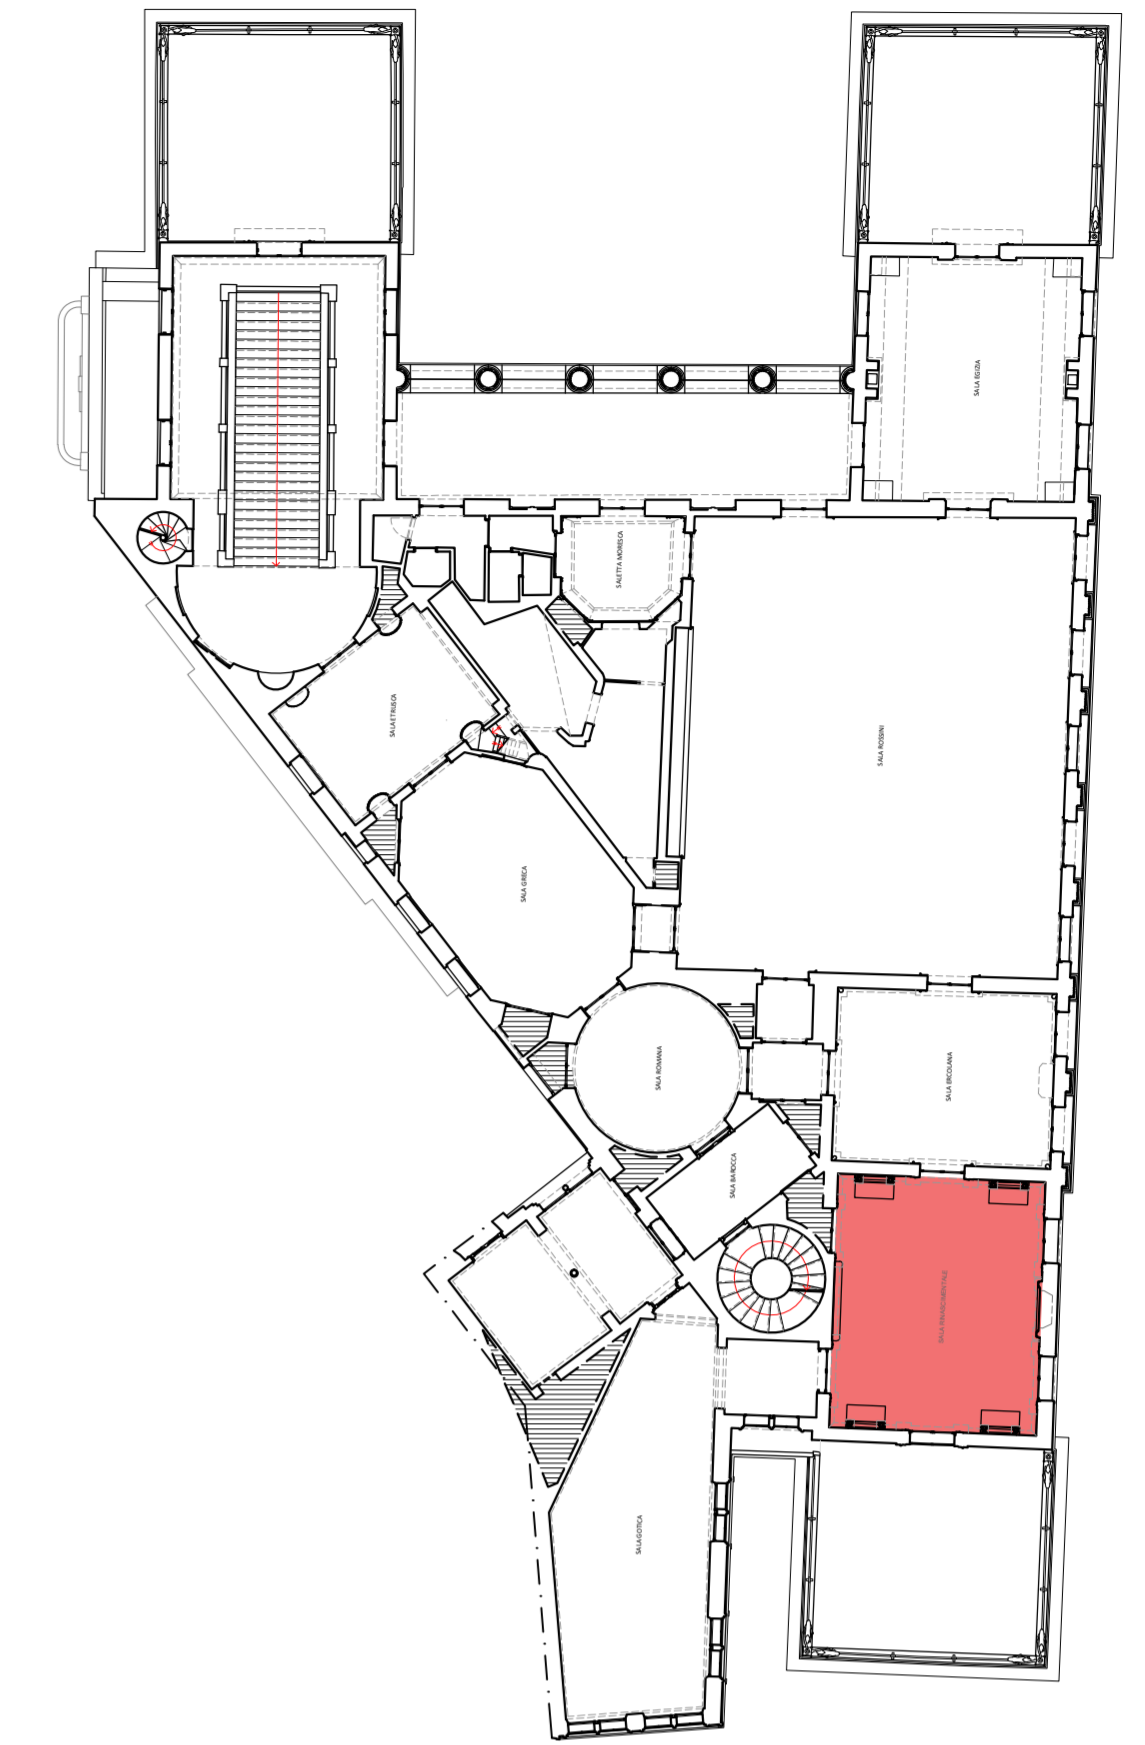 SALA EGIZIA
SALETTA MORESCA
SALA ETRUSCA
SALA ROSSINI
SALA GRECA
SALA ROMANA
SALA ERCOLANA
SALA BAROCCA
SALA RINASCIMENTALE
SALA GOTICA